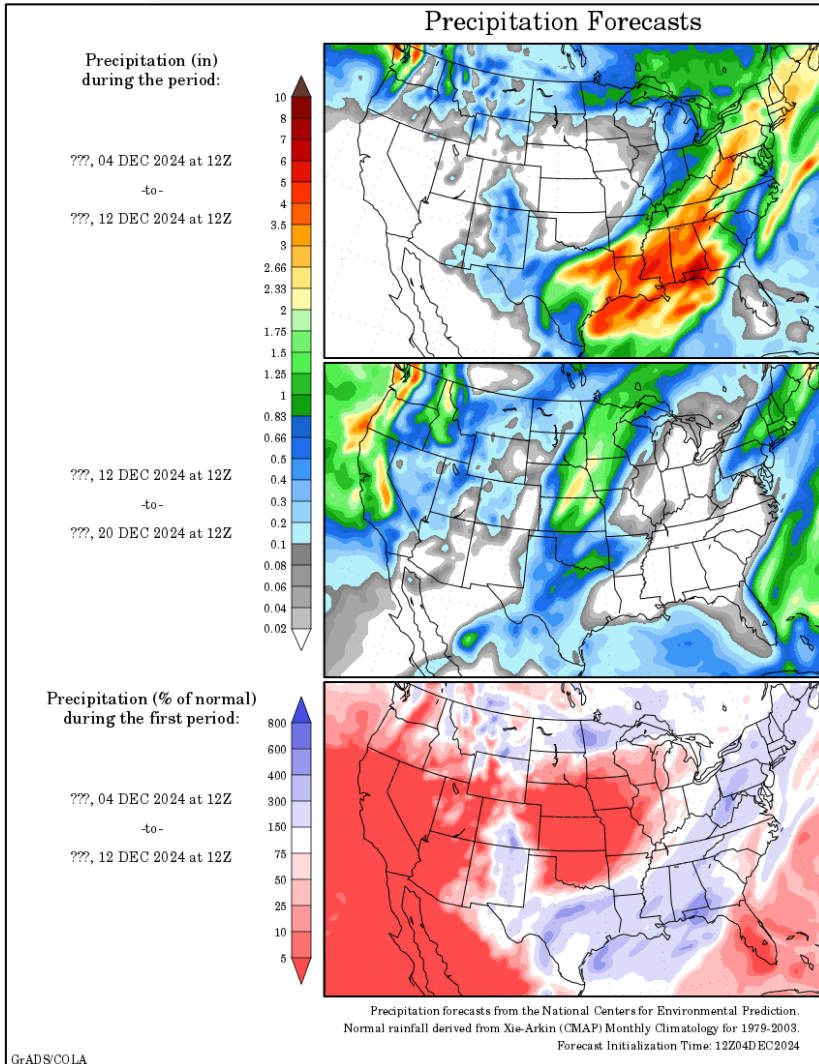 Precipitation Forecasts
Precipitation (in)
during the period:
???, 04 DEC 2024 at 12Z
-to-
???, 12 DEC 2024 at 12Z
10
8
7
6
5
4
3.5
3
2.66
2.33
2
1.75
1.5
1.25
1
0.83
0.66
0.5
0.4
0.3
0.2
0.1
0.08
0.06
0.04
0.02
???, 12 DEC 2024 at 12Z
-to-
???, 20 DEC 2024 at 12Z
Precipitation (% of normal)
during the first period:
???, 04 DEC 2024 at 12Z
-to-
???, 12 DEC 2024 at 12Z
800
600
400
300
150
75
50
25
10
5
Precipitation forecasts from the National Centers for Environmental Prediction.
Normal rainfall derived from Xie-Arkin (CMAP) Monthly Climatology for 1979-2003.
Forecast Initialization Time: 12Z04DEC2024
GrADS/COLA